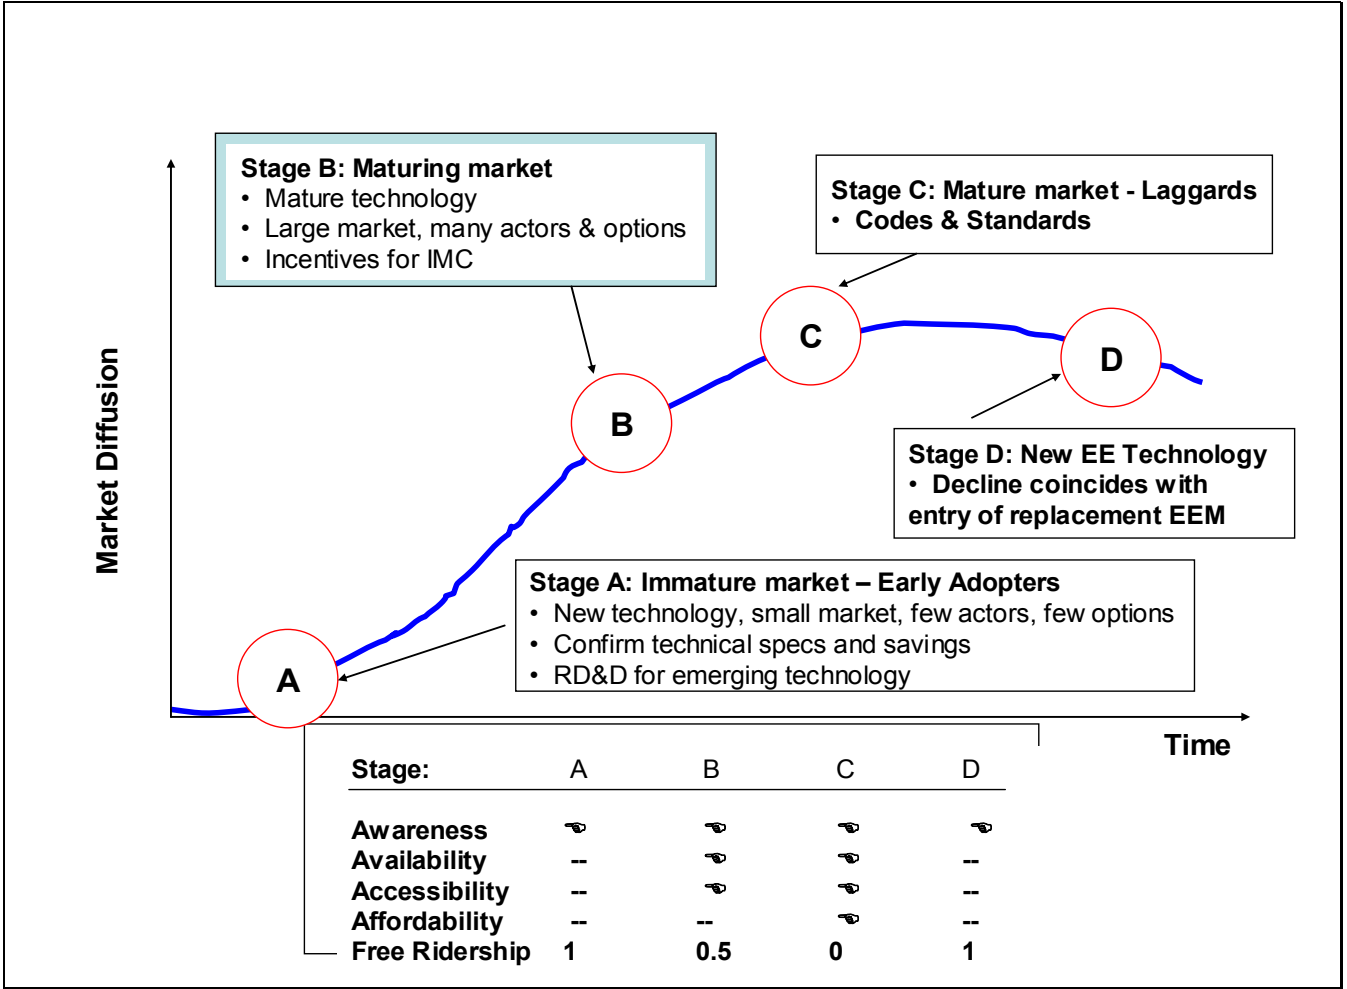 Stage B: Maturing market
• Mature technology
• Large market, many actors & options
• Incentives for IMC
Stage C: Mature market - Laggards
• Codes & Standards
C
D
B
Market Diffusion
Stage D: New EE Technology
• Decline coincides with
entry of replacement EEM
Stage A: Immature market – Early Adopters
• New technology, small market, few actors, few options
• Confirm technical specs and savings
• RD&D for emerging technology
A
Time
Stage: A B C D
Awareness ☜ ☜ ☜ ☜
Availability -- ☜ ☜ --
Accessibility -- ☜ ☜ --
Affordability -- -- ☜ --
Free Ridership 1 0.5 0 1